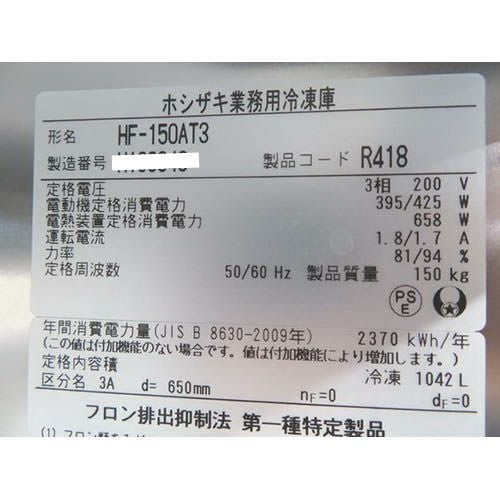 ホシザキ業務用冷凍庫
形名 HF-150AT3
製造番号
製品コード R418
定格電圧 3相 200 V
電動機定格消費電力 395/425 W
電熱装置定格消費電力 658 W
運転電流 1.8/1.7 A
力率 81/94 %
定格周波数 50/60 Hz 製品質量 150 kg
PS
E
年間消費電力量(JIS B 8630-2009年) 2370 kWh/年
(この値は付加機能のない場合です。値は付加機能により増加します。)
定格内容積 冷凍 1042 L
区分名 3A d= 650mm nF=0 dF=0
フロン排出抑制法 第一種特定製品